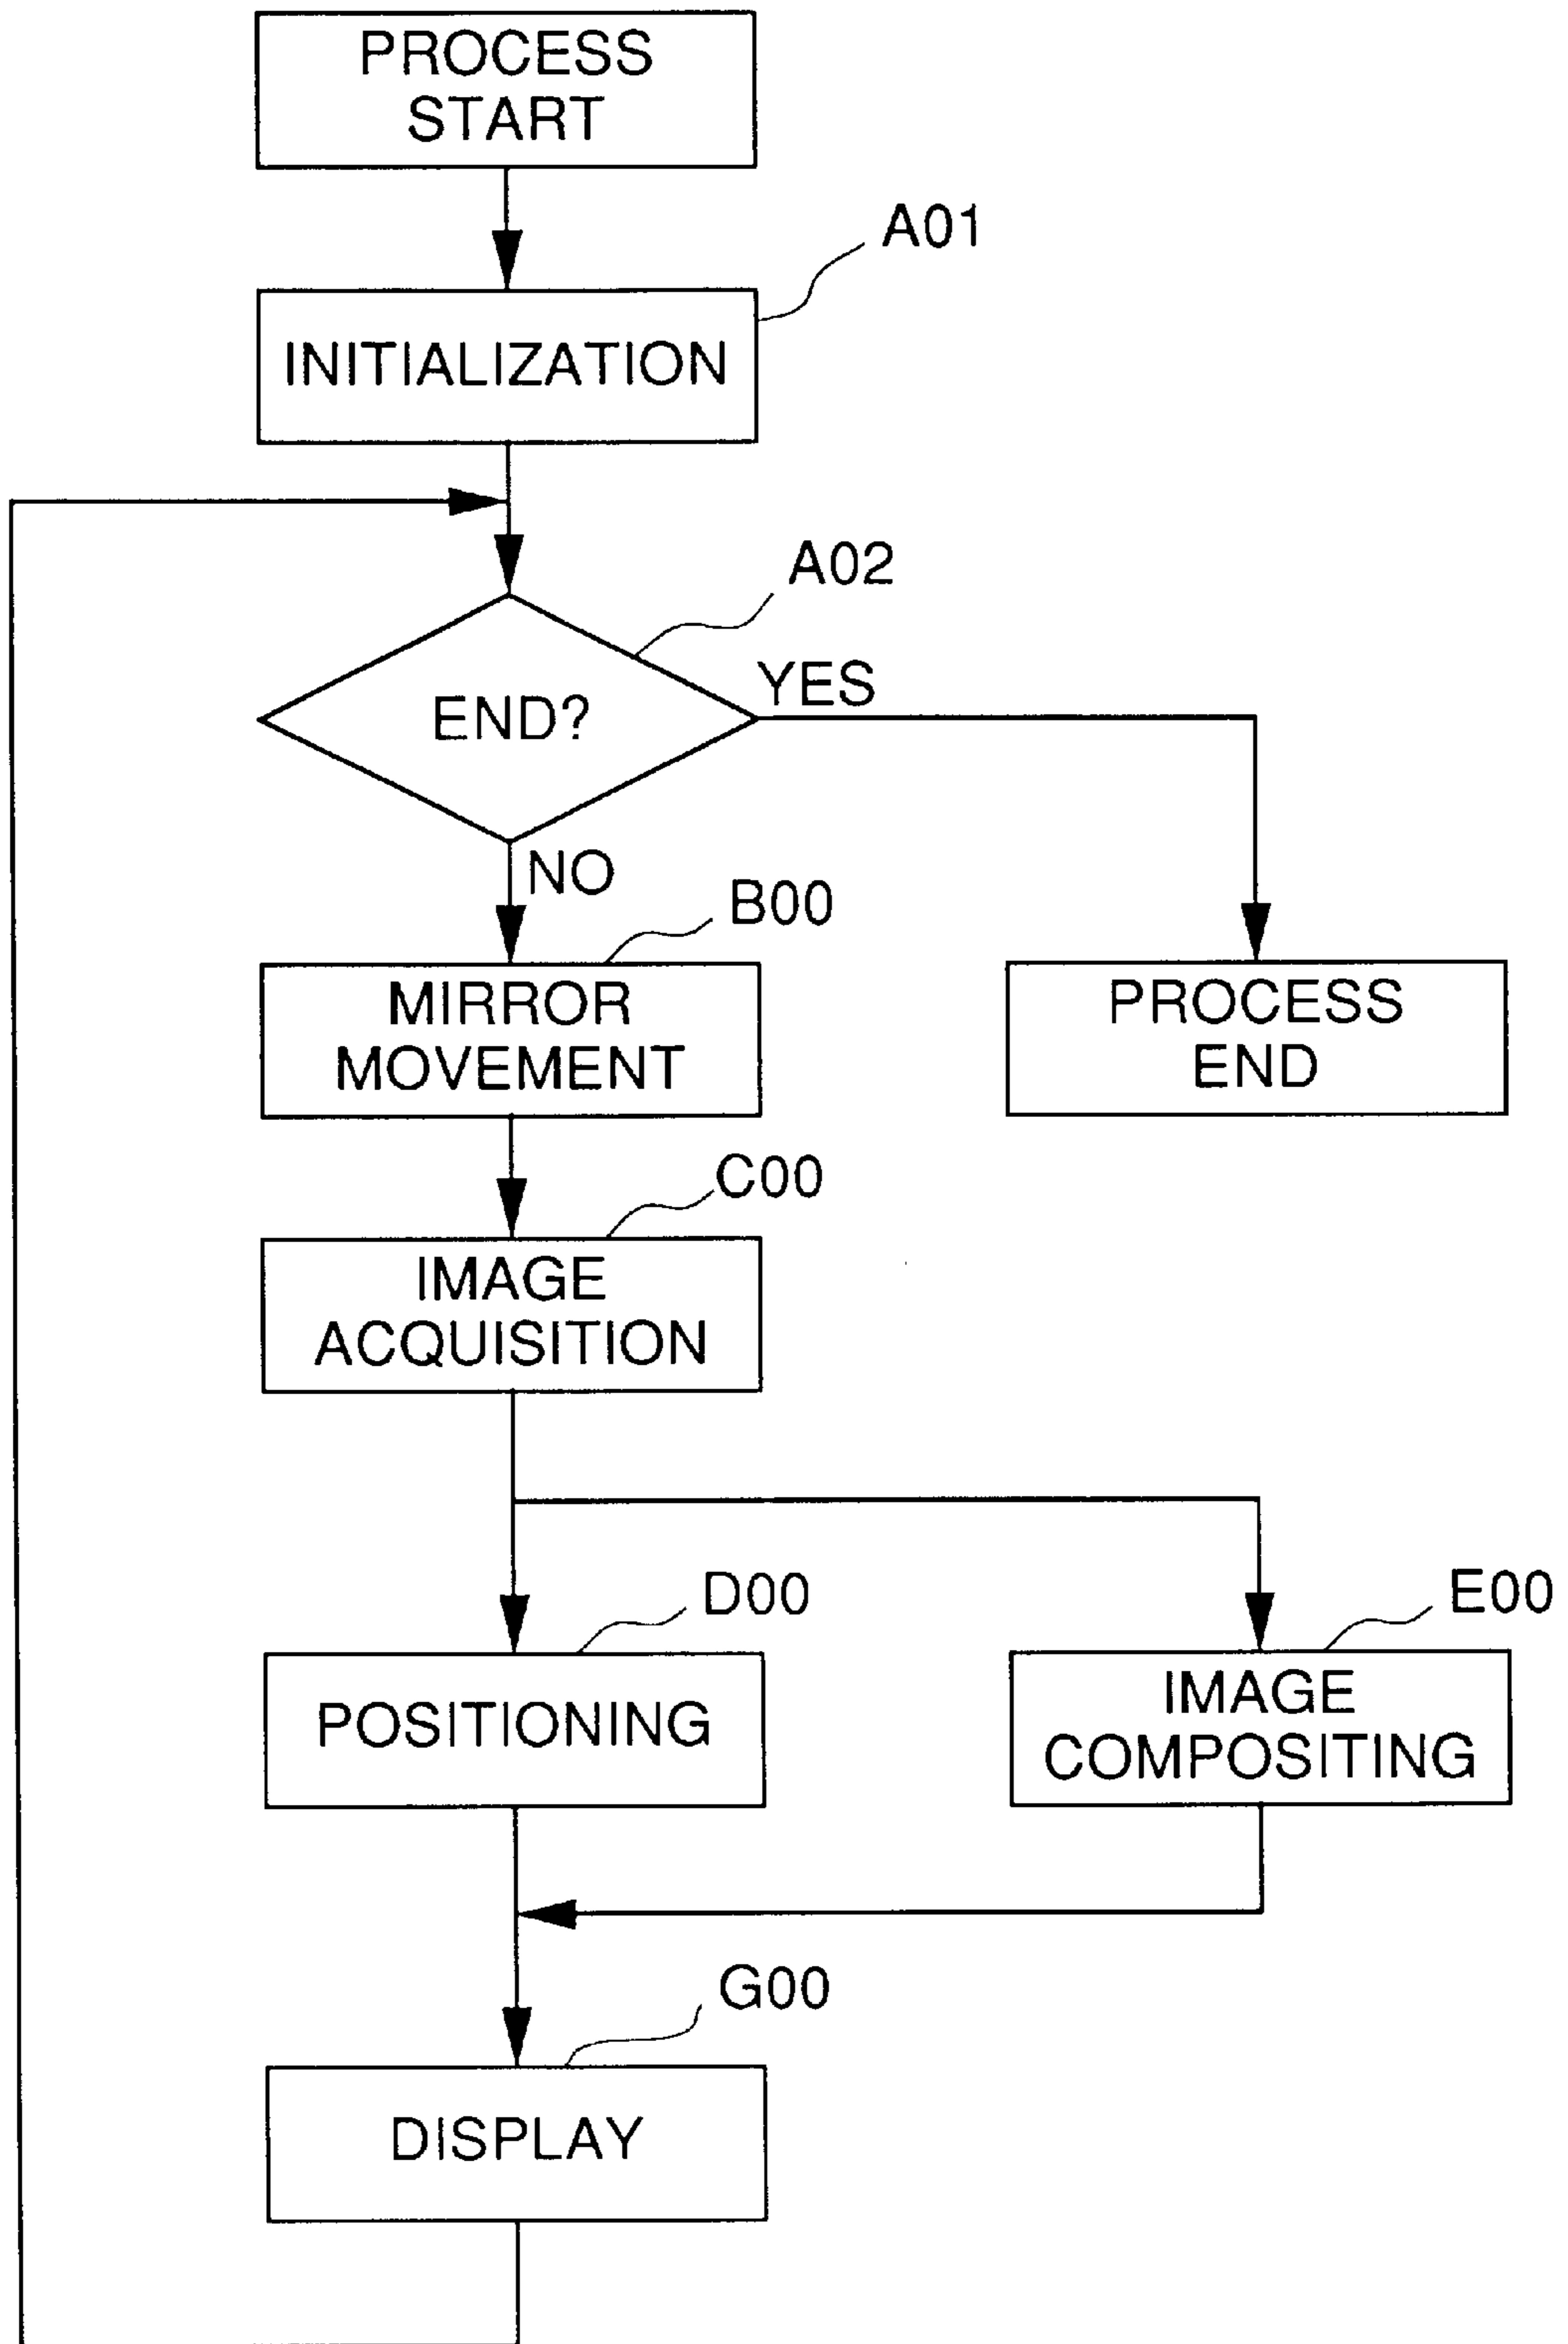 PROCESS
START
A01
INITIALIZATION
A02
YES
END?
NO
B00
MIRROR
MOVEMENT
PROCESS
END
C00
IMAGE
ACQUISITION
D00
E00
POSITIONING
IMAGE
COMPOSITING
G00
DISPLAY